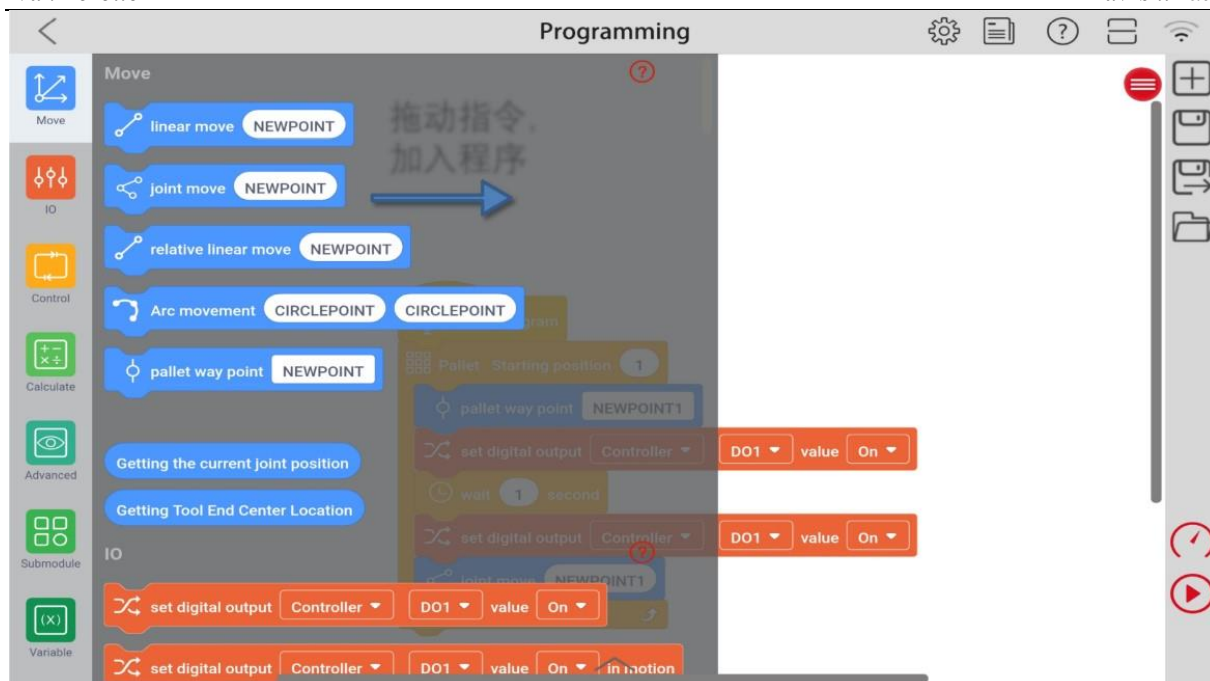 Programming
Move
IO
Control
Calculate
Advanced
Submodule
Variable
Move
linear move NEWPOINT
joint move NEWPOINT
relative linear move NEWPOINT
Arc movement CIRCLEPOINT CIRCLEPOINT
pallet way point NEWPOINT
Getting the current joint position
Getting Tool End Center Location
IO
set digital output Controller DO1 value On
set digital output Controller DO1 value On in motion
拖动指令,
加入程序
Pallet Starting position 1
pallet way point NEWPOINT1
set digital output Controller DO1 value On
wait 1 second
set digital output Controller DO1 value On
joint move NEWPOINT1